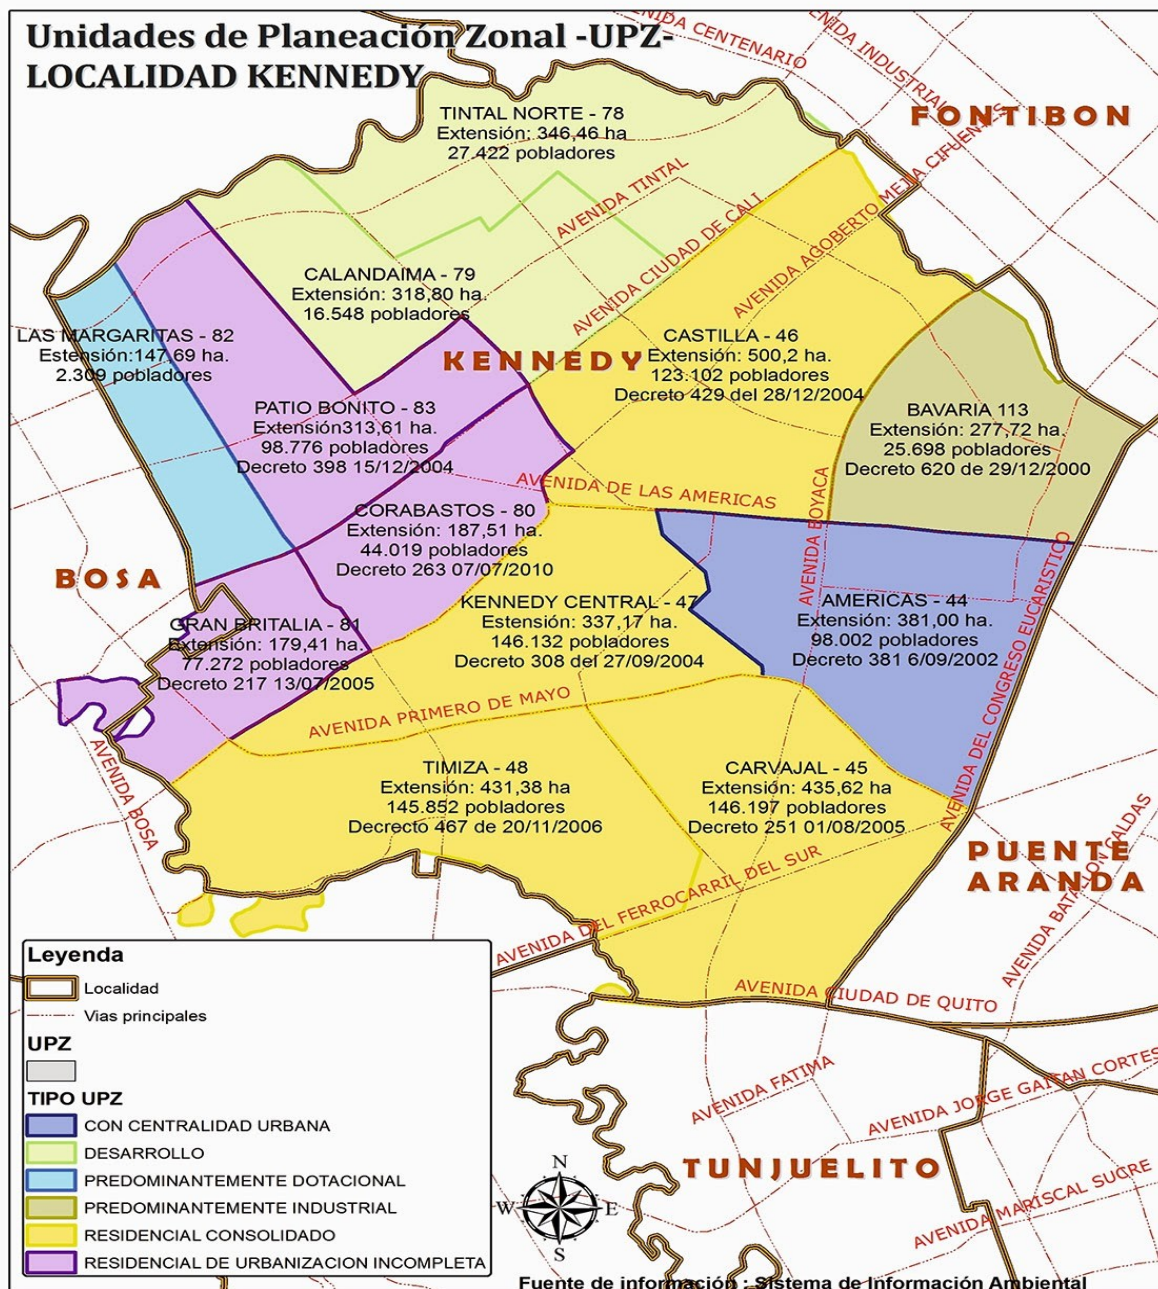 Unidades de Planeación Zonal -UPZ-
LOCALIDAD KENNEDY
AVENIDA CENTENARIO
AVENIDA INDUSTRIAL
FONTIBON
TINTAL NORTE - 78
Extensión: 346,46 ha
27.422 pobladores
AVENIDA TINTAL
AVENIDA CIUDAD DE CALI
AVENIDA AGOBERTO MEJIA CIFUENTES
CALANDAIMA - 79
Extensión: 318,80 ha.
16.548 pobladores
LAS MARGARITAS - 82
Estensión:147,69 ha.
2.309 pobladores
KENNEDY
CASTILLA - 46
Extensión: 500,2 ha.
123.102 pobladores
Decreto 429 del 28/12/2004
PATIO BONITO - 83
Extensión313,61 ha.
98.776 pobladores
Decreto 398 15/12/2004
BAVARIA 113
Extensión: 277,72 ha.
25.698 pobladores
Decreto 620 de 29/12/2000
AVENIDA DE LAS AMERICAS
AVENIDA BOYACA
CORABASTOS - 80
Extensión: 187,51 ha.
44.019 pobladores
Decreto 263 07/07/2010
BOSA
KENNEDY CENTRAL - 47
Estensión: 337,17 ha.
146.132 pobladores
Decreto 308 del 27/09/2004
AMERICAS - 44
Extensión: 381,00 ha.
98.002 pobladores
Decreto 381 6/09/2002
AVENIDA DEL CONGRESO EUCARISTICO
GRAN BRITALIA - 81
Extensión: 179,41 ha.
77.272 pobladores
Decreto 217 13/07/2005
AVENIDA PRIMERO DE MAYO
AVENIDA BOSA
TIMIZA - 48
Extensión: 431,38 ha
145.852 pobladores
Decrecto 467 de 20/11/2006
CARVAJAL - 45
Extensión: 435,62 ha
146.197 pobladores
Decreto 251 01/08/2005
PUENTE
ARANDA
AVENIDA BATALLON CALDAS
AVENIDA DEL FERROCARRIL DEL SUR
AVENIDA CIUDAD DE QUITO
Leyenda
Localidad
Vias principales
UPZ
TIPO UPZ
CON CENTRALIDAD URBANA
DESARROLLO
PREDOMINANTEMENTE DOTACIONAL
PREDOMINANTEMENTE INDUSTRIAL
RESIDENCIAL CONSOLIDADO
RESIDENCIAL DE URBANIZACION INCOMPLETA
AVENIDA FATIMA
AVENIDA JORGE GAITAN CORTES
TUNJUELITO
AVENIDA MARISCAL SUCRE
N
W
E
S
Fuente de información : Sistema de Información Ambiental